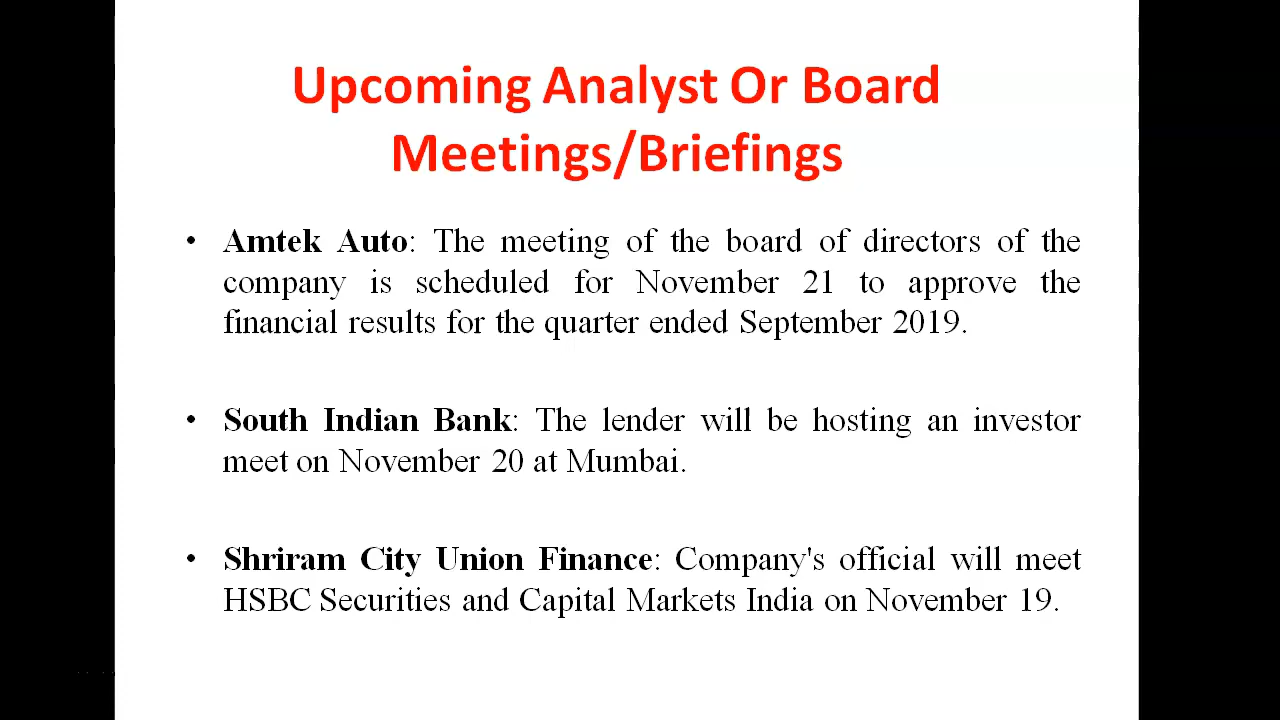 Upcoming Analyst Or Board
Meetings/Briefings
• Amtek Auto: The meeting of the board of directors of the
company is scheduled for November 21 to approve the
financial results for the quarter ended September 2019.
• South Indian Bank: The lender will be hosting an investor
meet on November 20 at Mumbai.
• Shriram City Union Finance: Company's official will meet
HSBC Securities and Capital Markets India on November 19.